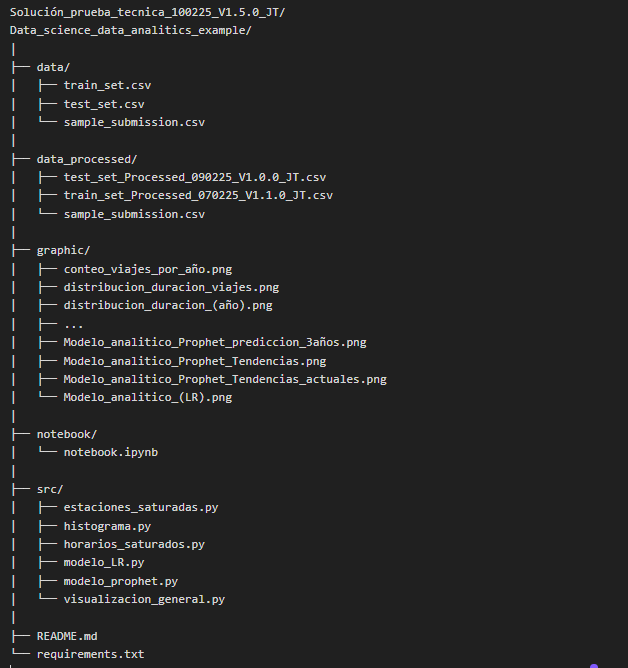 Solución_prueba_tecnica_100225_V1.5.0_JT/
Data_science_data_analitics_example/
│
├── data/
│   ├── train_set.csv
│   ├── test_set.csv
│   └── sample_submission.csv
│
├── data_processed/
│   ├── test_set_Processed_090225_V1.0.0_JT.csv
│   ├── train_set_Processed_070225_V1.1.0_JT.csv
│   └── sample_submission.csv
│
├── graphic/
│   ├── conteo_viajes_por_año.png
│   ├── distribucion_duracion_viajes.png
│   ├── distribucion_duracion_(año).png
│   ├── ...
│   ├── Modelo_analitico_Prophet_prediccion_3años.png
│   ├── Modelo_analitico_Prophet_Tendencias.png
│   ├── Modelo_analitico_Prophet_Tendencias_actuales.png
│   └── Modelo_analitico_(LR).png
│
├── notebook/
│   └── notebook.ipynb
│
├── src/
│   ├── estaciones_saturadas.py
│   ├── histograma.py
│   ├── horarios_saturados.py
│   ├── modelo_LR.py
│   ├── modelo_prophet.py
│   └── visualizacion_general.py
│
├── README.md
└── requirements.txt